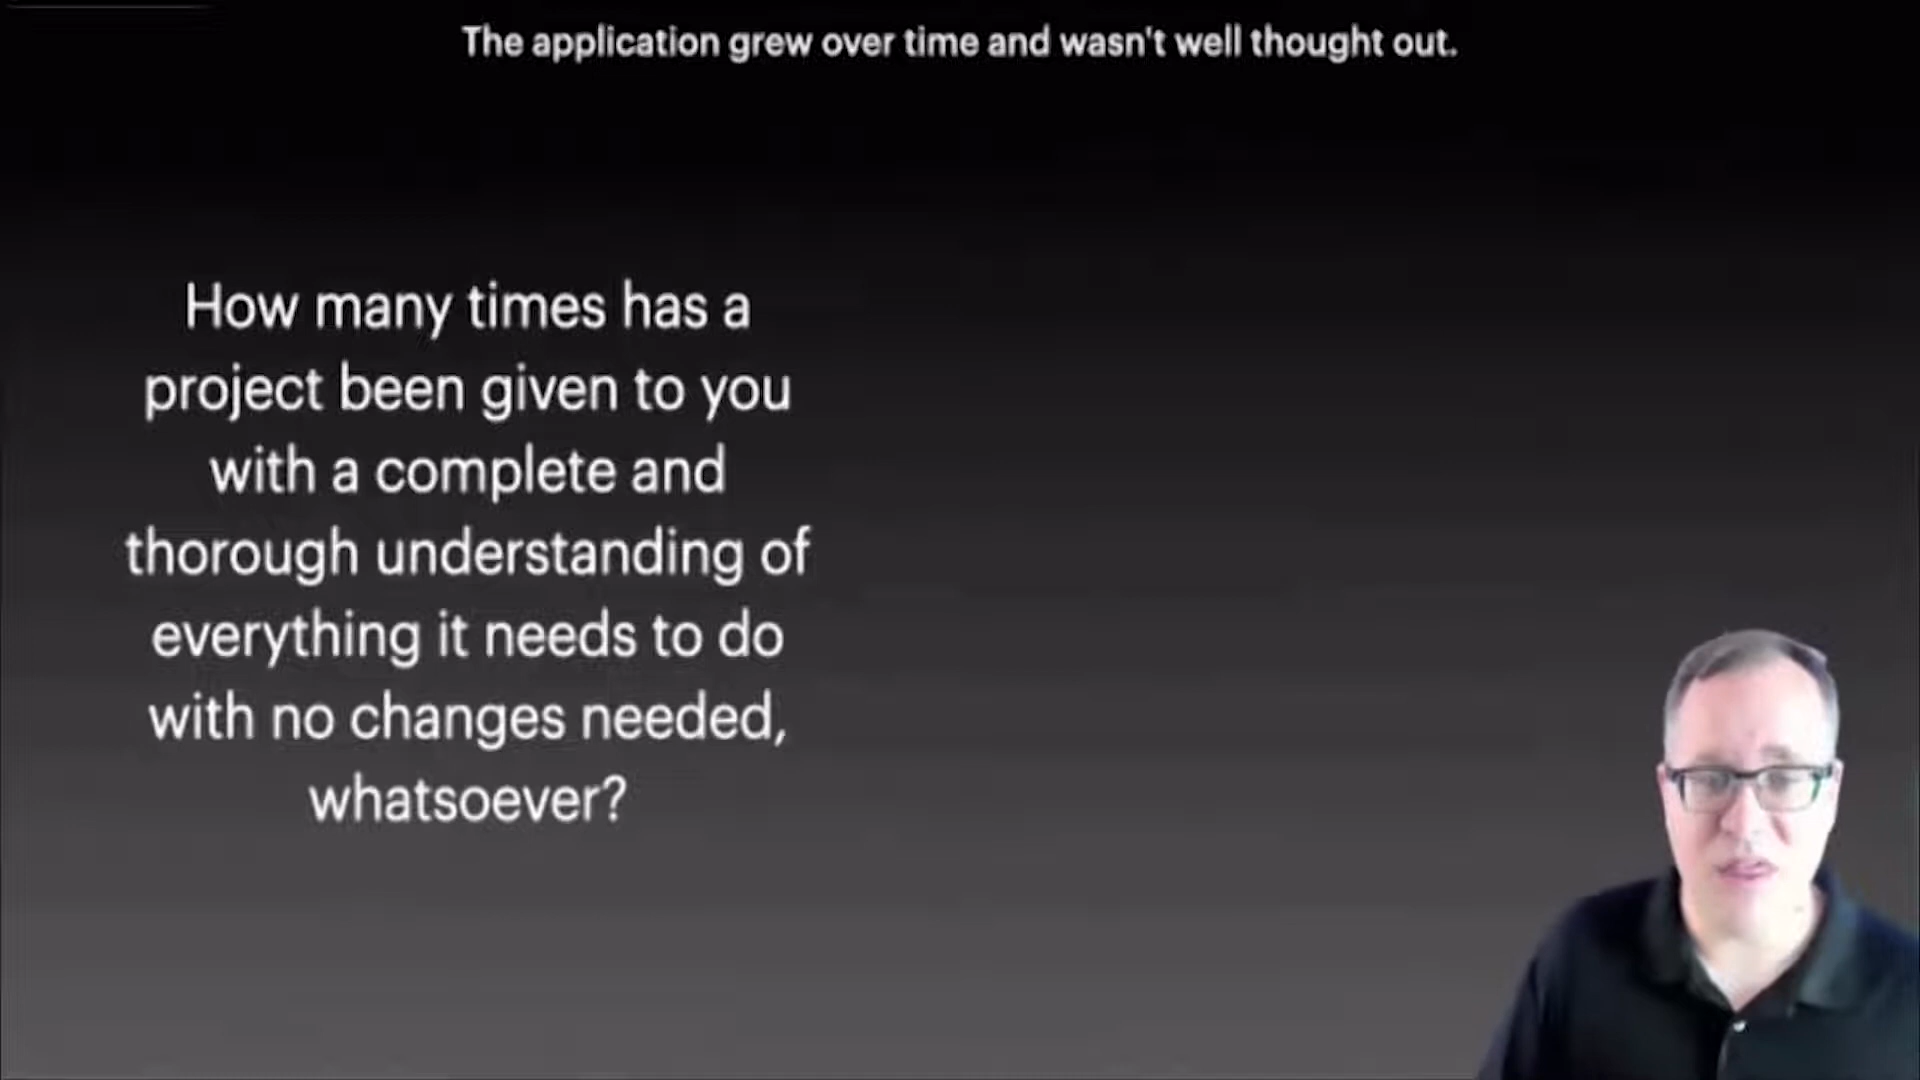 The application grew over time and wasn't well thought out.
How many times has a
project been given to you
with a complete and
thorough understanding of
everything it needs to do
with no changes needed,
whatsoever?